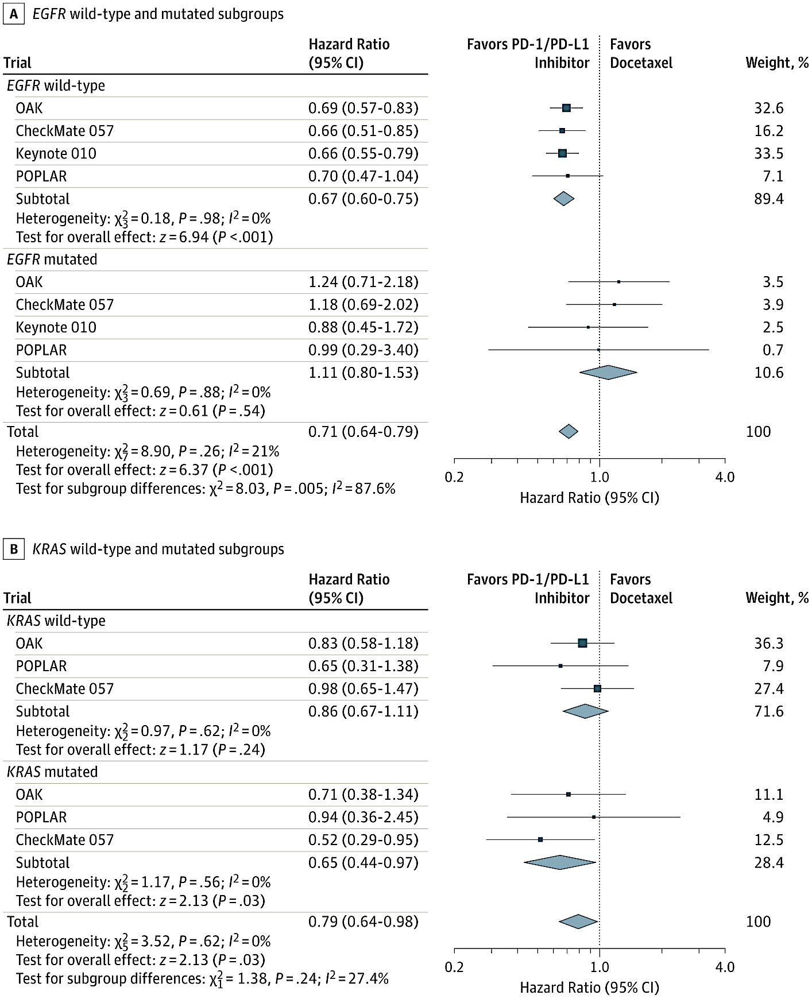 A EGFR wild-type and mutated subgroups
Hazard Ratio Favors PD-1/PD-L1 Favors
Trial (95% CI) Inhibitor Docetaxel Weight, %
EGFR wild-type
OAK 0.69 (0.57-0.83) 32.6
CheckMate 057 0.66 (0.51-0.85) 16.2
Keynote 010 0.66 (0.55-0.79) 33.5
POPLAR 0.70 (0.47-1.04) 7.1
Subtotal 0.67 (0.60-0.75) 89.4
Heterogeneity: χ²₃ = 0.18, P = .98; I² = 0%
Test for overall effect: z = 6.94 (P <.001)
EGFR mutated
OAK 1.24 (0.71-2.18) 3.5
CheckMate 057 1.18 (0.69-2.02) 3.9
Keynote 010 0.88 (0.45-1.72) 2.5
POPLAR 0.99 (0.29-3.40) 0.7
Subtotal 1.11 (0.80-1.53) 10.6
Heterogeneity: χ²₃ = 0.69, P = .88; I² = 0%
Test for overall effect: z = 0.61 (P = .54)
Total 0.71 (0.64-0.79) 100
Heterogeneity: χ²₇ = 8.90, P = .26; I² = 21%
Test for overall effect: z = 6.37 (P <.001)
Test for subgroup differences: χ² = 8.03, P = .005; I² = 87.6%
0.2 1.0 4.0
Hazard Ratio (95% CI)
B KRAS wild-type and mutated subgroups
Hazard Ratio Favors PD-1/PD-L1 Favors
Trial (95% CI) Inhibitor Docetaxel Weight, %
KRAS wild-type
OAK 0.83 (0.58-1.18) 36.3
POPLAR 0.65 (0.31-1.38) 7.9
CheckMate 057 0.98 (0.65-1.47) 27.4
Subtotal 0.86 (0.67-1.11) 71.6
Heterogeneity: χ²₂ = 0.97, P = .62; I² = 0%
Test for overall effect: z = 1.17 (P = .24)
KRAS mutated
OAK 0.71 (0.38-1.34) 11.1
POPLAR 0.94 (0.36-2.45) 4.9
CheckMate 057 0.52 (0.29-0.95) 12.5
Subtotal 0.65 (0.44-0.97) 28.4
Heterogeneity: χ²₂ = 1.17, P = .56; I² = 0%
Test for overall effect: z = 2.13 (P = .03)
Total 0.79 (0.64-0.98) 100
Heterogeneity: χ²₅ = 3.52, P = .62; I² = 0%
Test for overall effect: z = 2.13 (P = .03)
Test for subgroup differences: χ²₁ = 1.38, P = .24; I² = 27.4%
0.2 1.0 4.0
Hazard Ratio (95% CI)